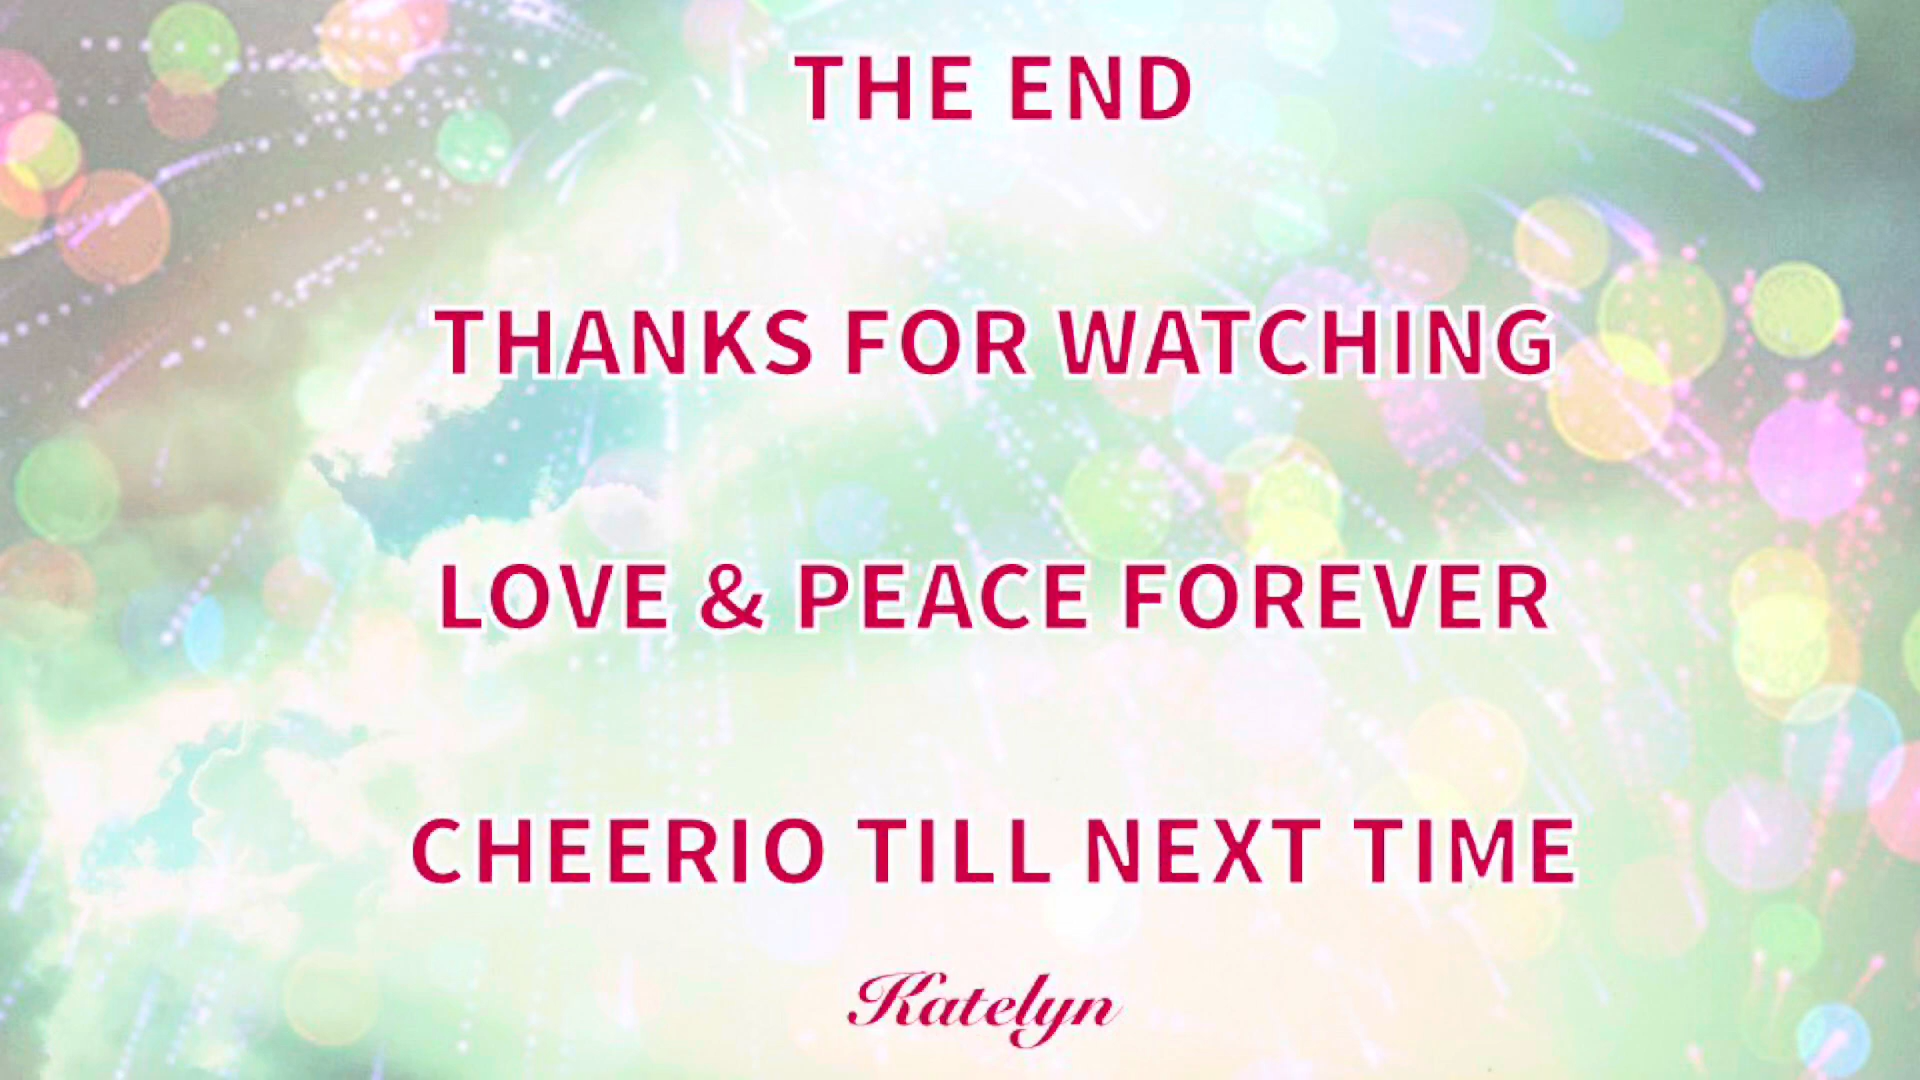 THE END
THANKS FOR WATCHING
LOVE & PEACE FOREVER
CHEERIO TILL NEXT TIME
Katelyn